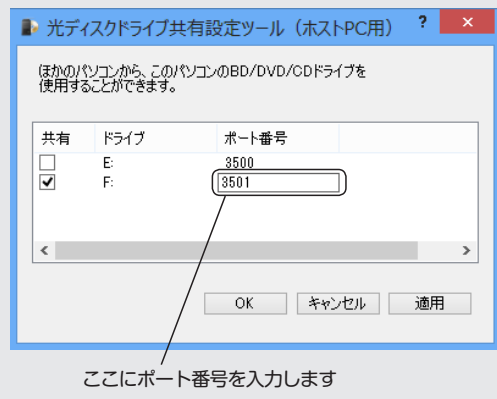 光ディスクドライブ共有設定ツール（ホストPC用） ? ×
ほかのパソコンから、このパソコンのBD/DVD/CDドライブを
使用することができます。
共有 ドライブ ポート番号
E: 3500
F: 3501
OK キャンセル 適用
ここにポート番号を入力します